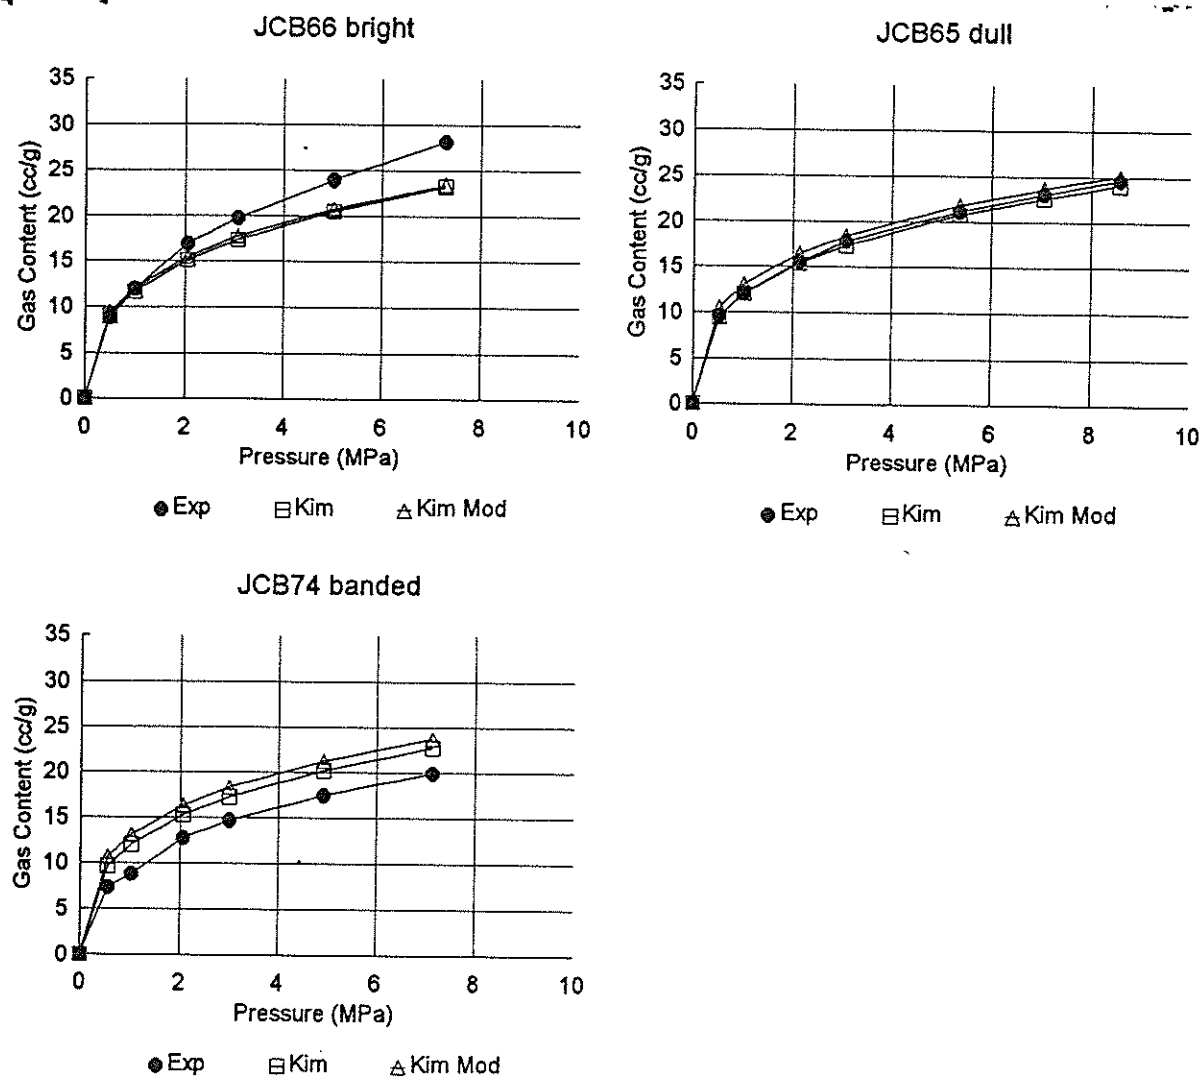 JCB66 bright
35
30
25
20
15
10
5
0
Gas Content (cc/g)
0 2 4 6 8 10
Pressure (MPa)
Exp Kim Kim Mod
JCB65 dull
35
30
25
20
15
10
5
0
Gas Content (cc/g)
0 2 4 6 8 10
Pressure (MPa)
Exp Kim Kim Mod
JCB74 banded
35
30
25
20
15
10
5
0
Gas Content (cc/g)
0 2 4 6 8 10
Pressure (MPa)
Exp Kim Kim Mod